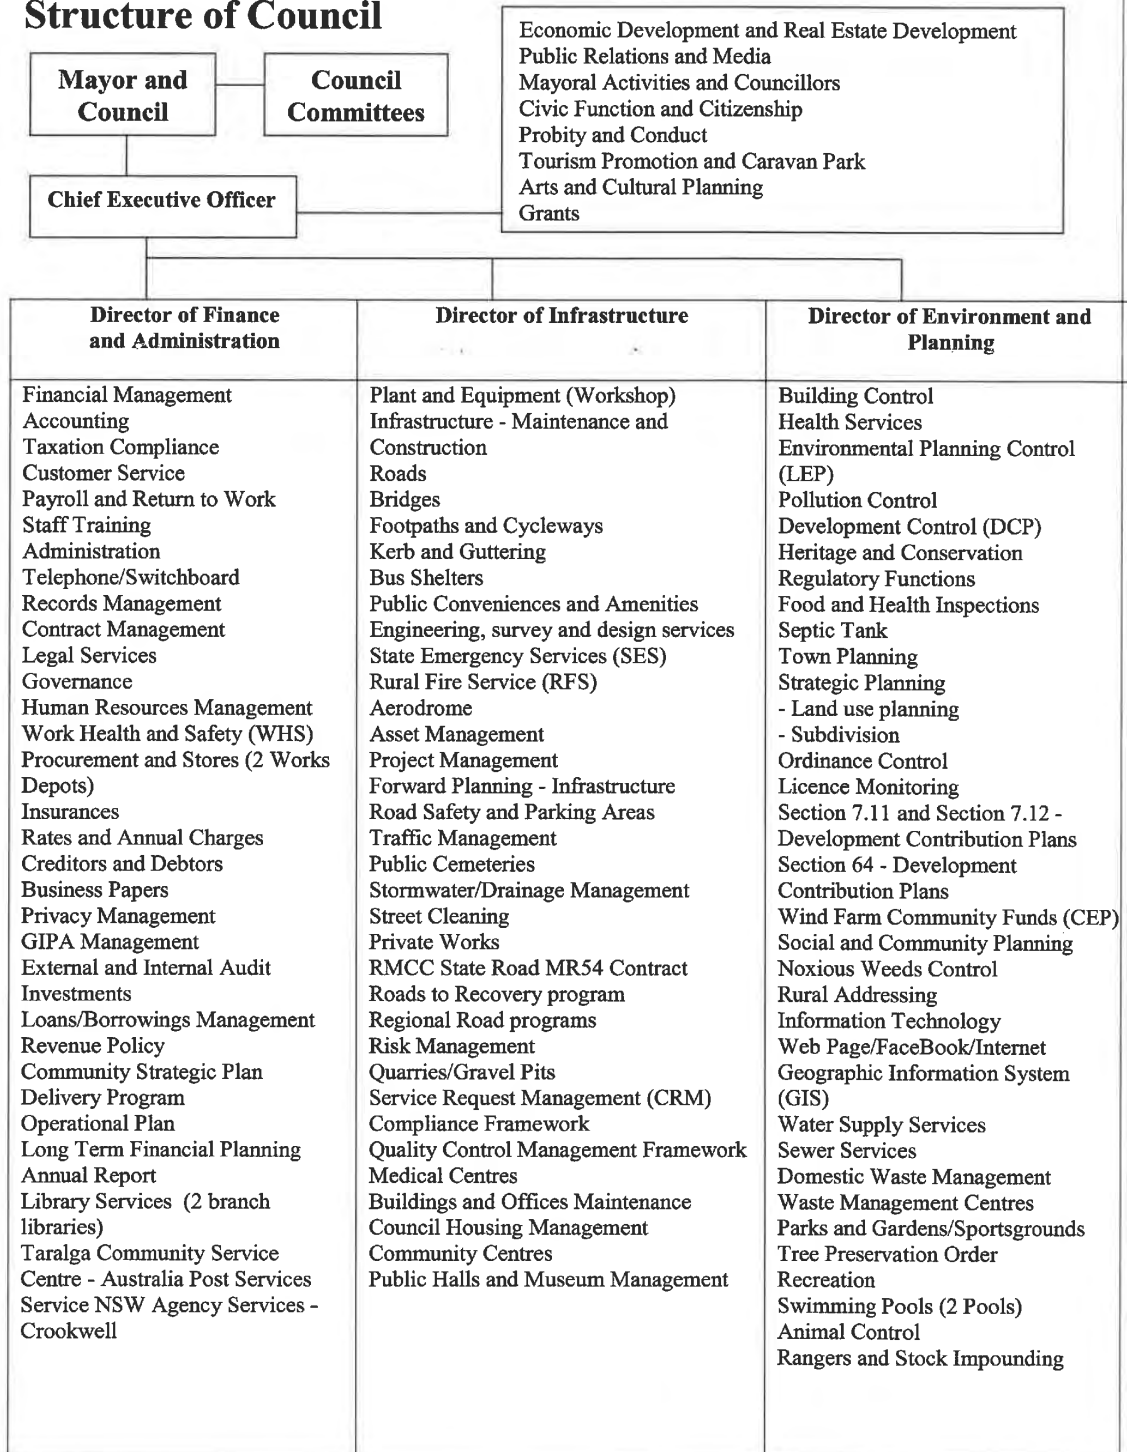 Structure of Council
Mayor and
Council
Council
Committees
Economic Development and Real Estate Development
Public Relations and Media
Mayoral Activities and Councillors
Civic Function and Citizenship
Probity and Conduct
Tourism Promotion and Caravan Park
Arts and Cultural Planning
Grants
Chief Executive Officer
Director of Finance
and Administration
Financial Management
Accounting
Taxation Compliance
Customer Service
Payroll and Return to Work
Staff Training
Administration
Telephone/Switchboard
Records Management
Contract Management
Legal Services
Governance
Human Resources Management
Work Health and Safety (WHS)
Procurement and Stores (2 Works
Depots)
Insurances
Rates and Annual Charges
Creditors and Debtors
Business Papers
Privacy Management
GIPA Management
External and Internal Audit
Investments
Loans/Borrowings Management
Revenue Policy
Community Strategic Plan
Delivery Program
Operational Plan
Long Term Financial Planning
Annual Report
Library Services (2 branch
libraries)
Taralga Community Service
Centre - Australia Post Services
Service NSW Agency Services -
Crookwell
Director of Infrastructure
Plant and Equipment (Workshop)
Infrastructure - Maintenance and
Construction
Roads
Bridges
Footpaths and Cycleways
Kerb and Guttering
Bus Shelters
Public Conveniences and Amenities
Engineering, survey and design services
State Emergency Services (SES)
Rural Fire Service (RFS)
Aerodrome
Asset Management
Project Management
Forward Planning - Infrastructure
Road Safety and Parking Areas
Traffic Management
Public Cemeteries
Stormwater/Drainage Management
Street Cleaning
Private Works
RMCC State Road MR54 Contract
Roads to Recovery program
Regional Road programs
Risk Management
Quarries/Gravel Pits
Service Request Management (CRM)
Compliance Framework
Quality Control Management Framework
Medical Centres
Buildings and Offices Maintenance
Council Housing Management
Community Centres
Public Halls and Museum Management
Director of Environment and
Planning
Building Control
Health Services
Environmental Planning Control
(LEP)
Pollution Control
Development Control (DCP)
Heritage and Conservation
Regulatory Functions
Food and Health Inspections
Septic Tank
Town Planning
Strategic Planning
- Land use planning
- Subdivision
Ordinance Control
Licence Monitoring
Section 7.11 and Section 7.12 -
Development Contribution Plans
Section 64 - Development
Contribution Plans
Wind Farm Community Funds (CEP)
Social and Community Planning
Noxious Weeds Control
Rural Addressing
Information Technology
Web Page/FaceBook/Internet
Geographic Information System
(GIS)
Water Supply Services
Sewer Services
Domestic Waste Management
Waste Management Centres
Parks and Gardens/Sportsgrounds
Tree Preservation Order
Recreation
Swimming Pools (2 Pools)
Animal Control
Rangers and Stock Impounding